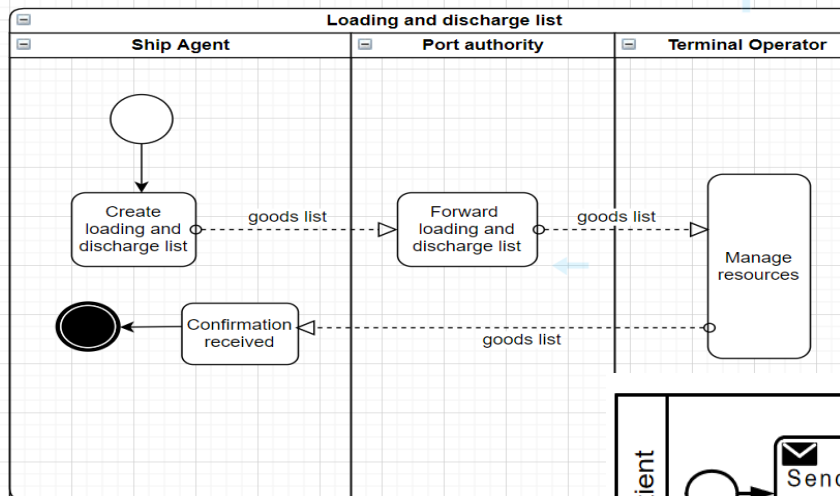 Loading and discharge list
Ship Agent
Port authority
Terminal Operator
Create
loading and
discharge list
goods list
Forward
loading and
discharge list
goods list
Manage
resources
Confirmation
received
goods list